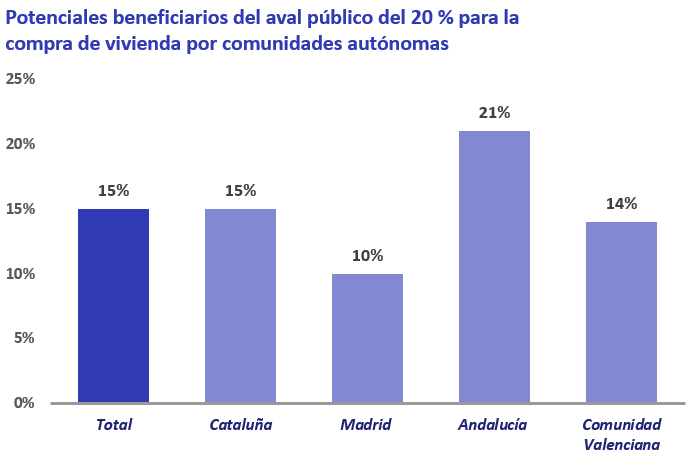 Potenciales beneficiarios del aval público del 20 % para la
compra de vivienda por comunidades autónomas
25%
20%
15%
10%
5%
0%
15%
15%
10%
21%
14%
Total
Cataluña
Madrid
Andalucía
Comunidad
Valenciana